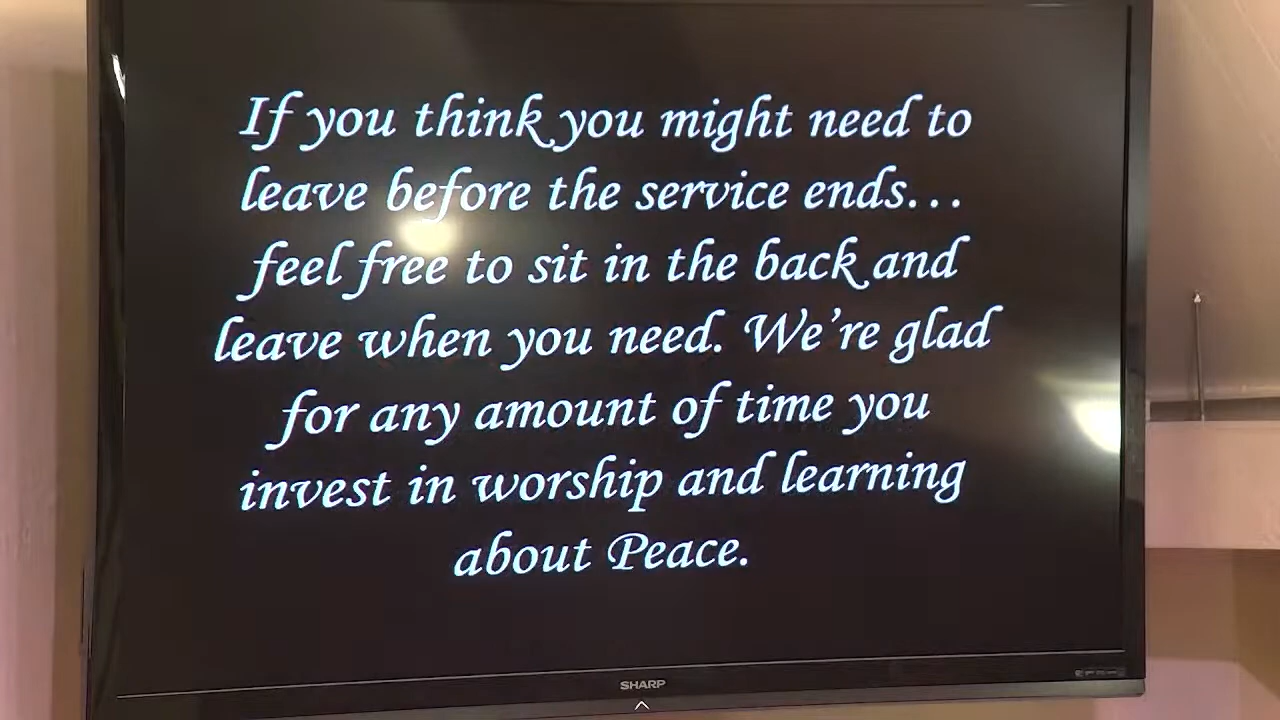 If you think you might need to
leave before the service ends...
feel free to sit in the back and
leave when you need. We're glad
for any amount of time you
invest in worship and learning
about Peace.
SHARP